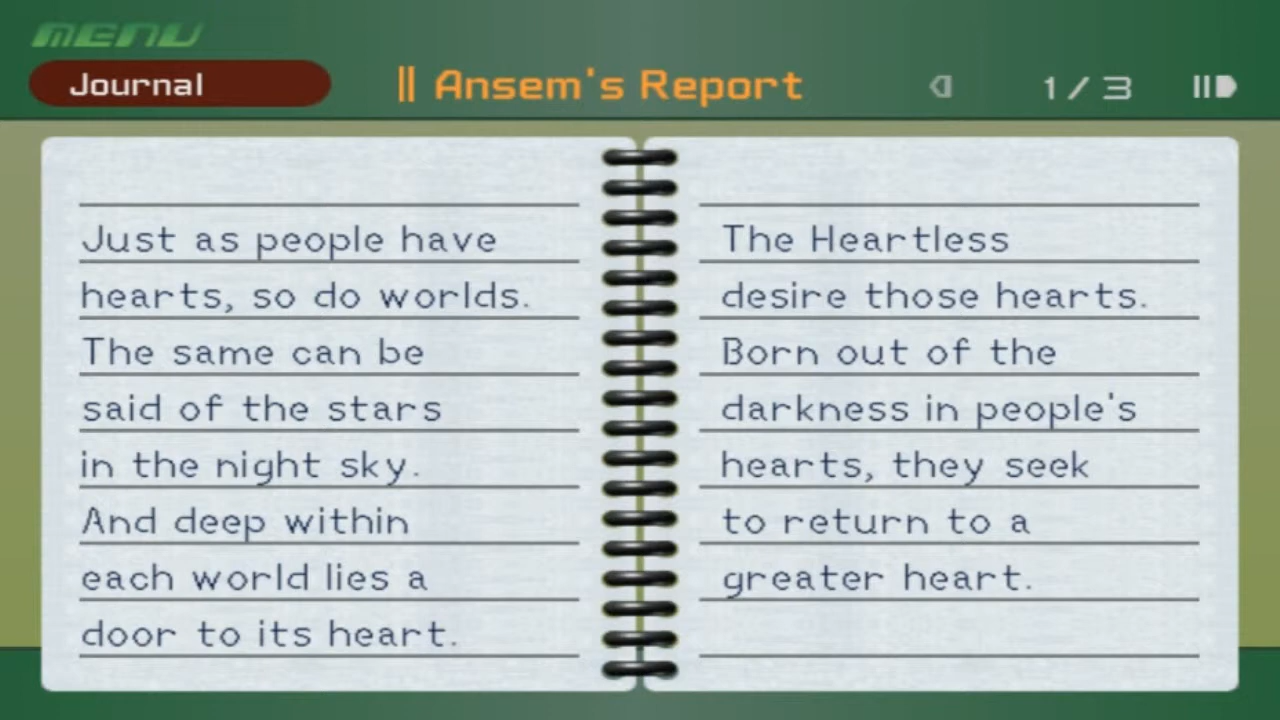 MENU
Journal
Ansem's Report
1 / 3
Just as people have
hearts, so do worlds.
The same can be
said of the stars
in the night sky.
And deep within
each world lies a
door to its heart.
The Heartless
desire those hearts.
Born out of the
darkness in people's
hearts, they seek
to return to a
greater heart.